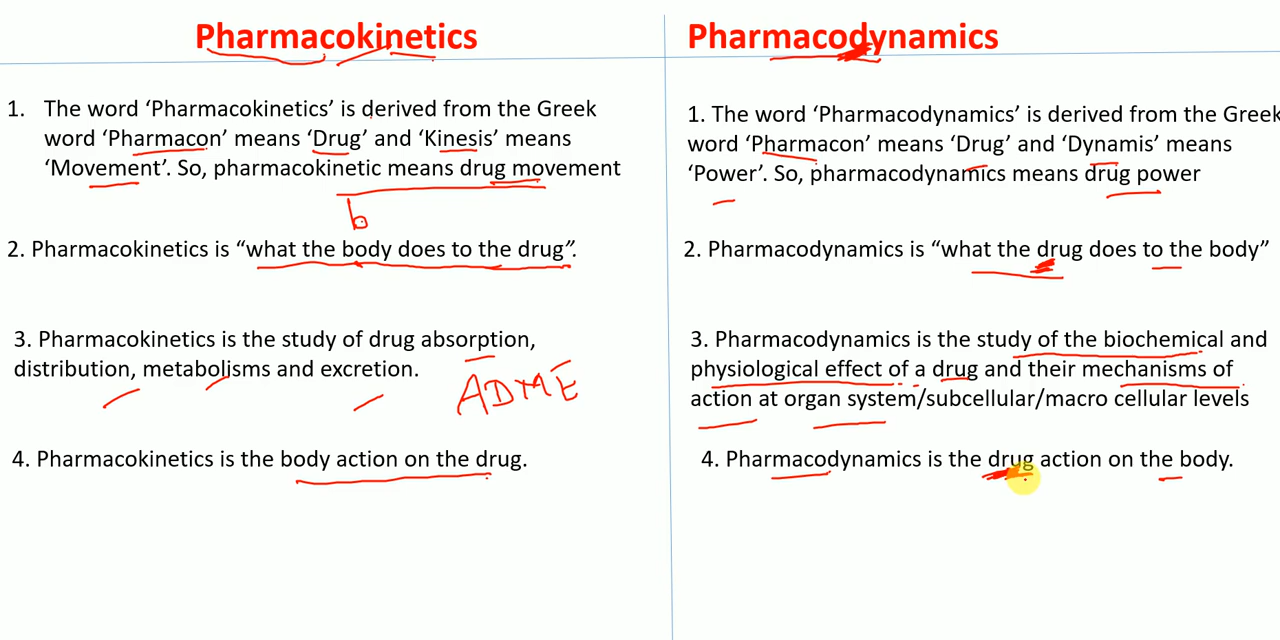 Pharmacokinetics
1. The word ‘Pharmacokinetics’ is derived from the Greek
word ‘Pharmacon’ means ‘Drug’ and ‘Kinesis’ means
‘Movement’. So, pharmacokinetic means drug movement
b
2. Pharmacokinetics is “what the body does to the drug”.
3. Pharmacokinetics is the study of drug absorption,
distribution, metabolisms and excretion.
ADME
4. Pharmacokinetics is the body action on the drug.
Pharmacodynamics
1. The word ‘Pharmacodynamics’ is derived from the Greek
word ‘Pharmacon’ means ‘Drug’ and ‘Dynamis’ means
‘Power’. So, pharmacodynamics means drug power
2. Pharmacodynamics is “what the drug does to the body”
3. Pharmacodynamics is the study of the biochemical and
physiological effect of a drug and their mechanisms of
action at organ system/subcellular/macro cellular levels
4. Pharmacodynamics is the drug action on the body.